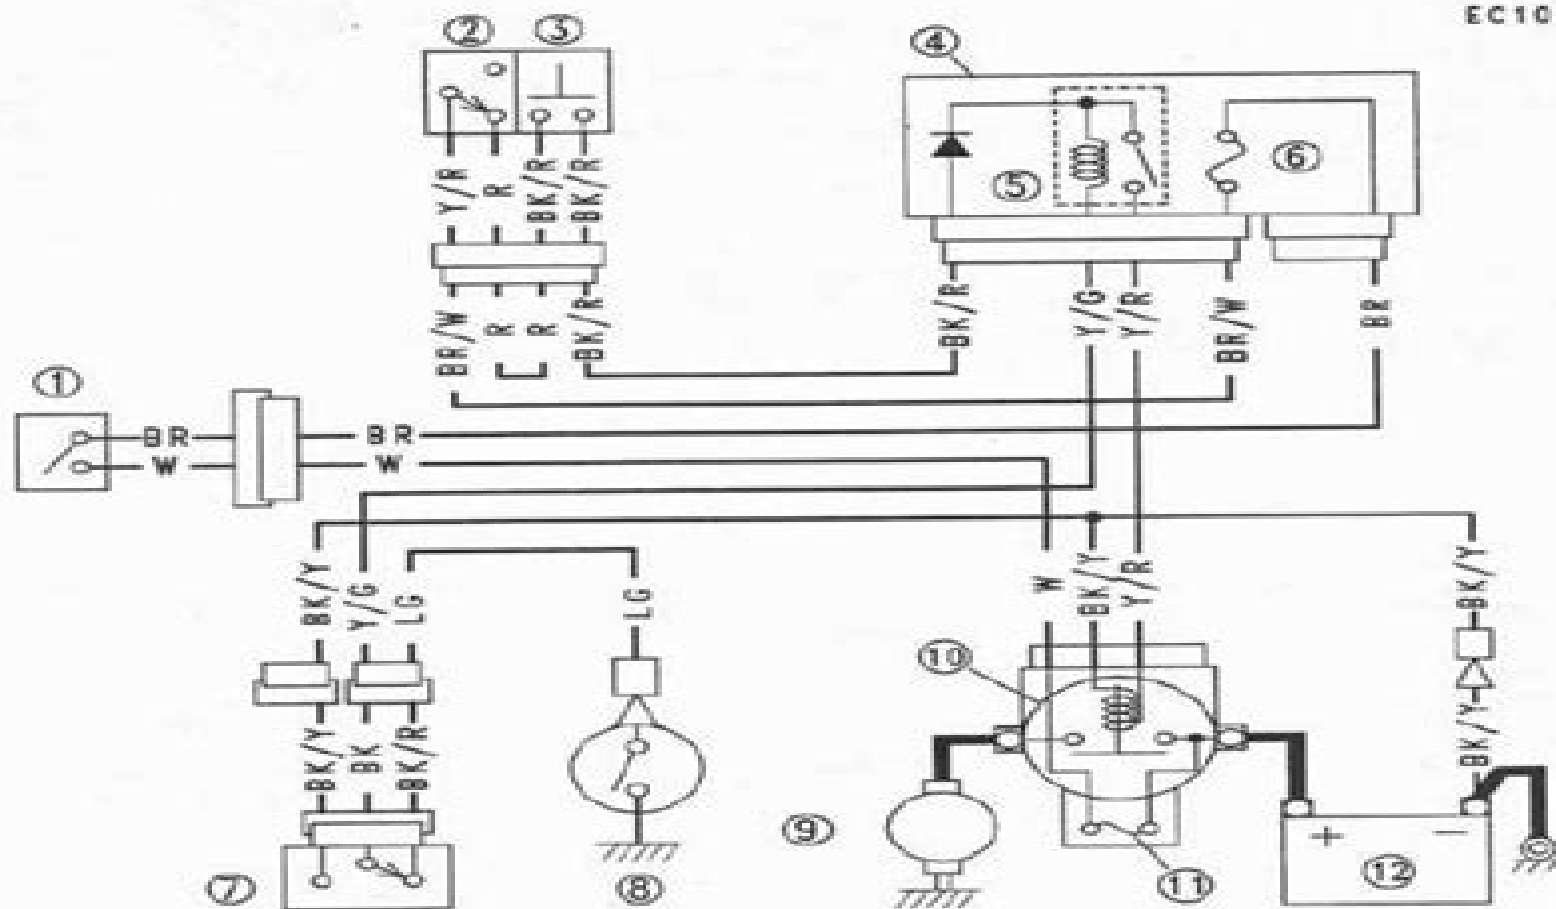 EC10
2 3 4
Y/R R BK/R BK/R
5 6
BR/W R R BK/R
BK/R Y/G Y/R BR/W BR
1
BR BR
W W
BK/Y Y/G LG LG W BK/Y Y/R BK/Y
10
BK/Y BK BK/R BK/Y
9
+ −
7 8 11 12